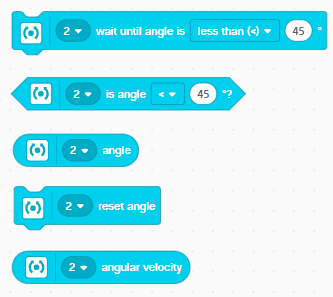 2 wait until angle is less than (<) 45 °
2 is angle < 45 °?
2 angle
2 reset angle
2 angular velocity